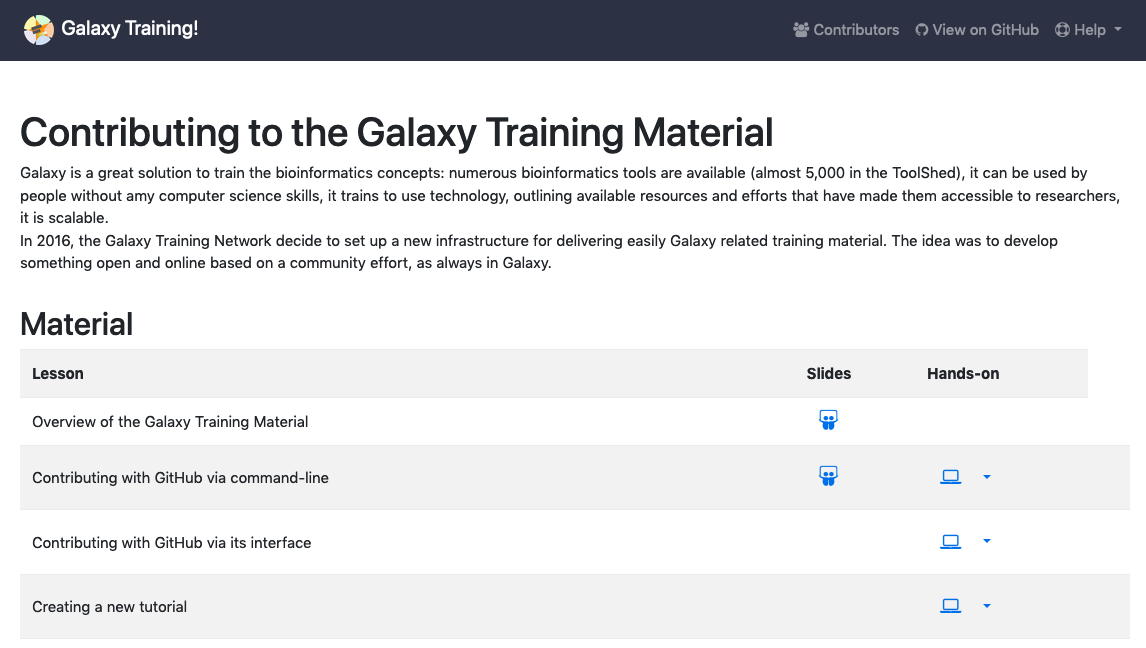 Galaxy Training!
Contributors
View on GitHub
Help
Contributing to the Galaxy Training Material
Galaxy is a great solution to train the bioinformatics concepts: numerous bioinformatics tools are available (almost 5,000 in the ToolShed), it can be used by
people without amy computer science skills, it trains to use technology, outlining available resources and efforts that have made them accessible to researchers,
it is scalable.
In 2016, the Galaxy Training Network decide to set up a new infrastructure for delivering easily Galaxy related training material. The idea was to develop
something open and online based on a community effort, as always in Galaxy.
Material
Lesson Slides Hands-on
Overview of the Galaxy Training Material
Contributing with GitHub via command-line
Contributing with GitHub via its interface
Creating a new tutorial